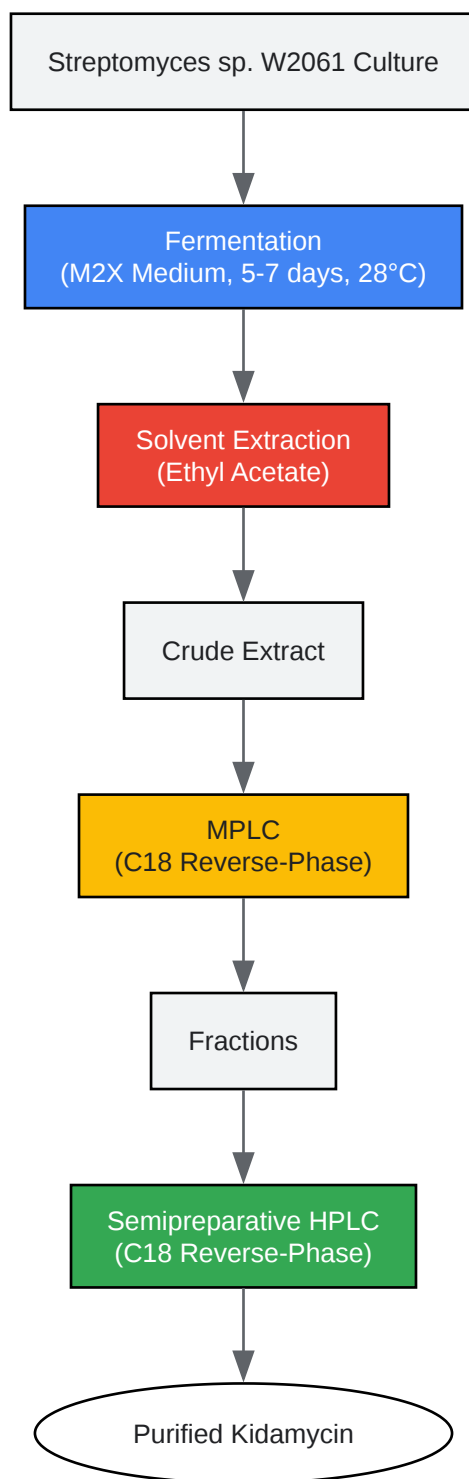 Streptomyces sp. W2061 Culture
Fermentation
(M2X Medium, 5-7 days, 28°C)
Solvent Extraction
(Ethyl Acetate)
Crude Extract
MPLC
(C18 Reverse-Phase)
Fractions
Semipreparative HPLC
(C18 Reverse-Phase)
Purified Kidamycin